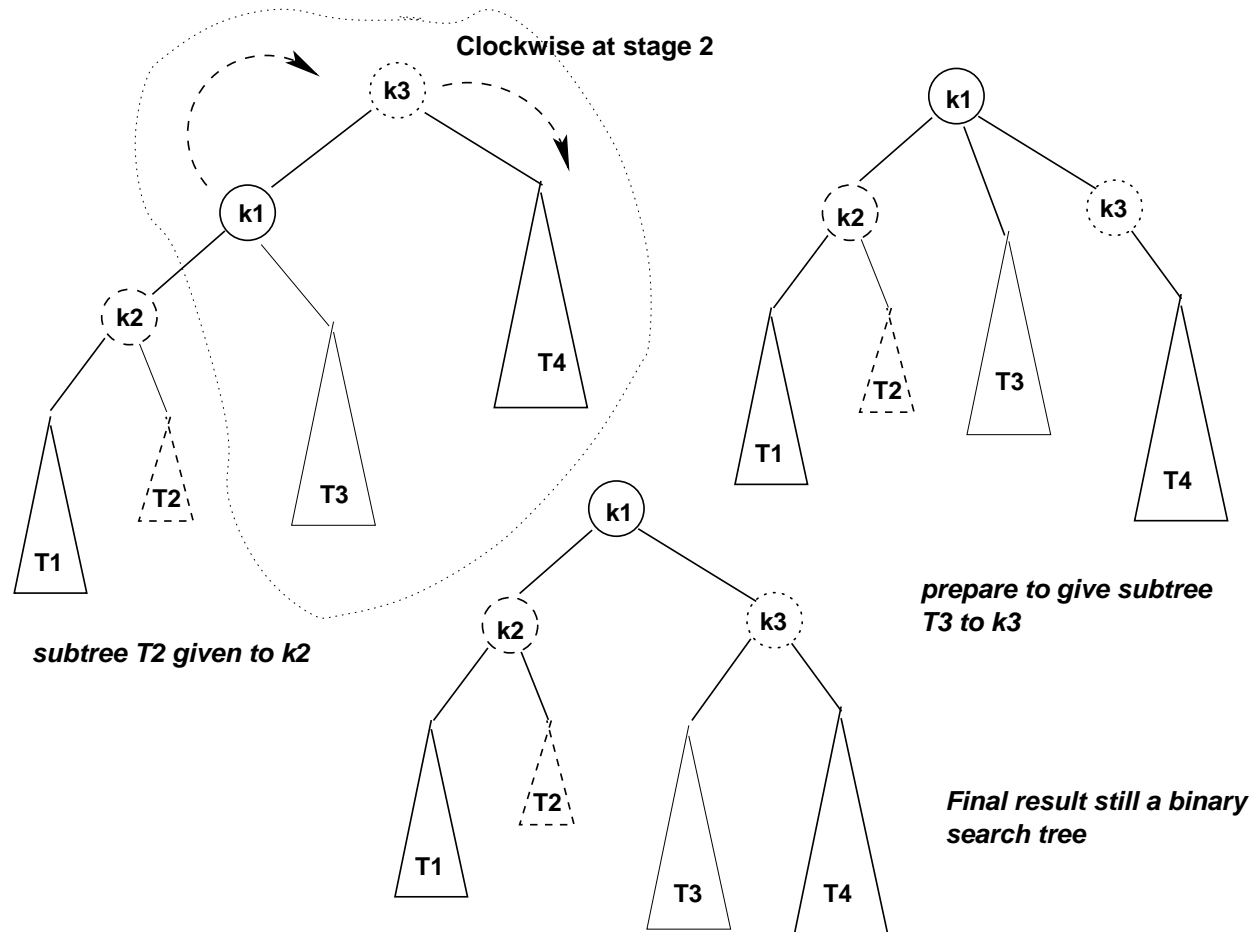 Clockwise at stage 2
k3
k1
k2
T4
T2
T3
T1
subtree T2 given to k2
k1
k2
k3
T3
T2
T1
T4
prepare to give subtree
T3 to k3
k1
k2
k3
T2
T1
T3
T4
Final result still a binary
search tree